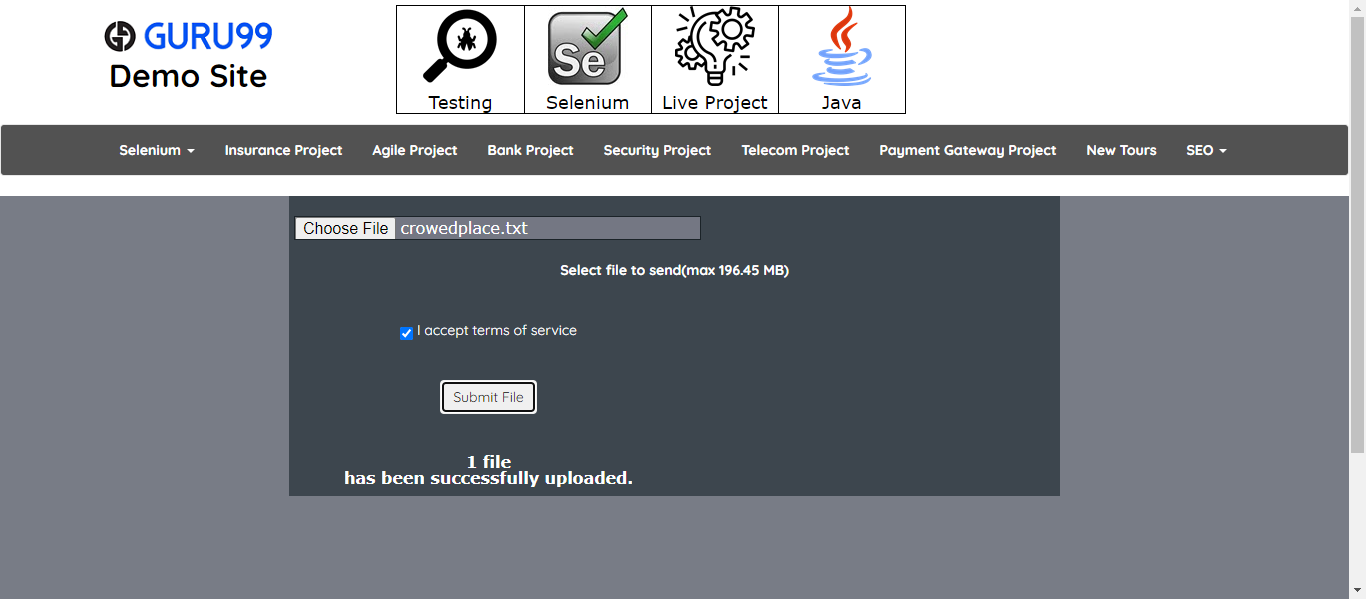 GURU99
Demo Site
Se
Testing Selenium Live Project Java
Selenium Insurance Project Agile Project Bank Project Security Project Telecom Project Payment Gateway Project New Tours SEO
Choose File crowedplace.txt
Select file to send(max 196.45 MB)
I accept terms of service
Submit File
1 file
has been successfully uploaded.